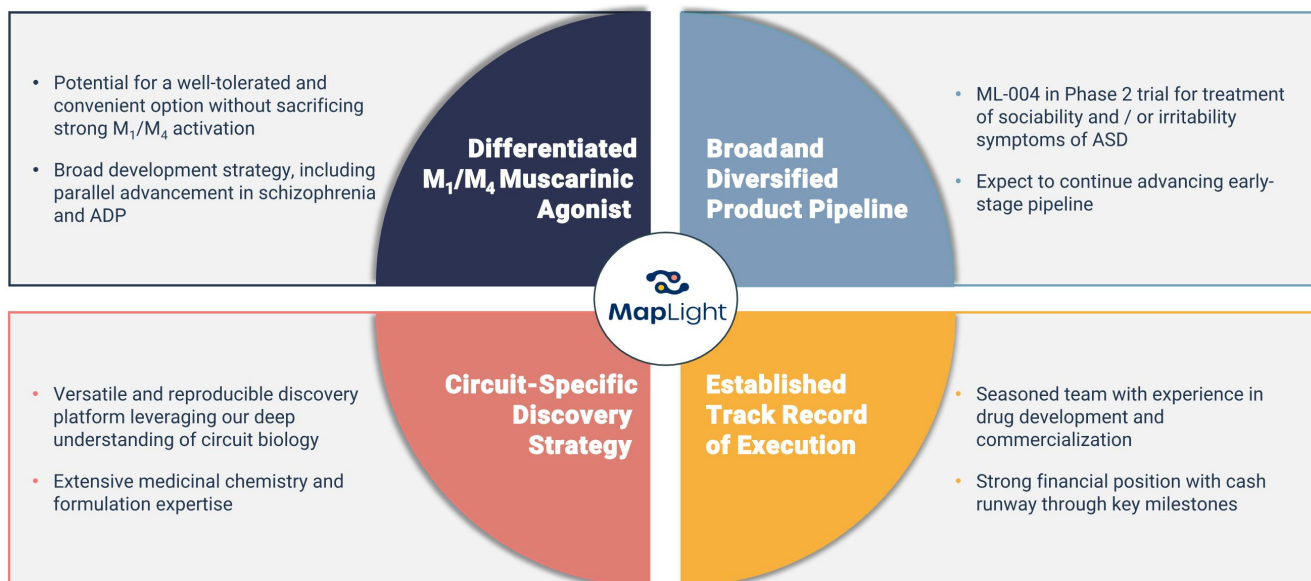 • Potential for a well-tolerated and
convenient option without sacrificing
strong M₁/M₄ activation
• Broad development strategy, including
parallel advancement in schizophrenia
and ADP
Differentiated
M₁/M₄ Muscarinic
Agonist
Broadand
Diversified
Product Pipeline
• ML-004 in Phase 2 trial for treatment
of sociability and / or irritability
symptoms of ASD
• Expect to continue advancing early-
stage pipeline
MapLight
• Versatile and reproducible discovery
platform leveraging our deep
understanding of circuit biology
• Extensive medicinal chemistry and
formulation expertise
Circuit-Specific
Discovery
Strategy
Established
Track Record
of Execution
• Seasoned team with experience in
drug development and
commercialization
• Strong financial position with cash
runway through key milestones